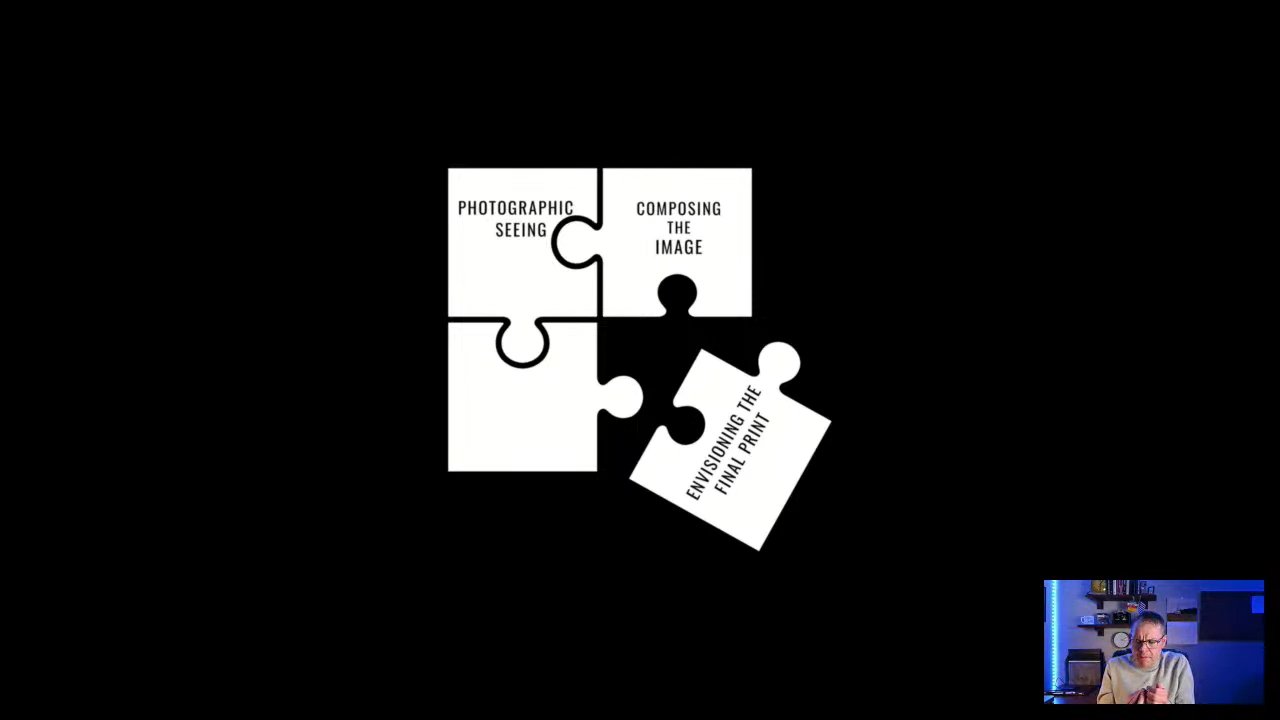 PHOTOGRAPHIC
SEEING
COMPOSING
THE
IMAGE
ENVISIONING THE
FINAL PRINT